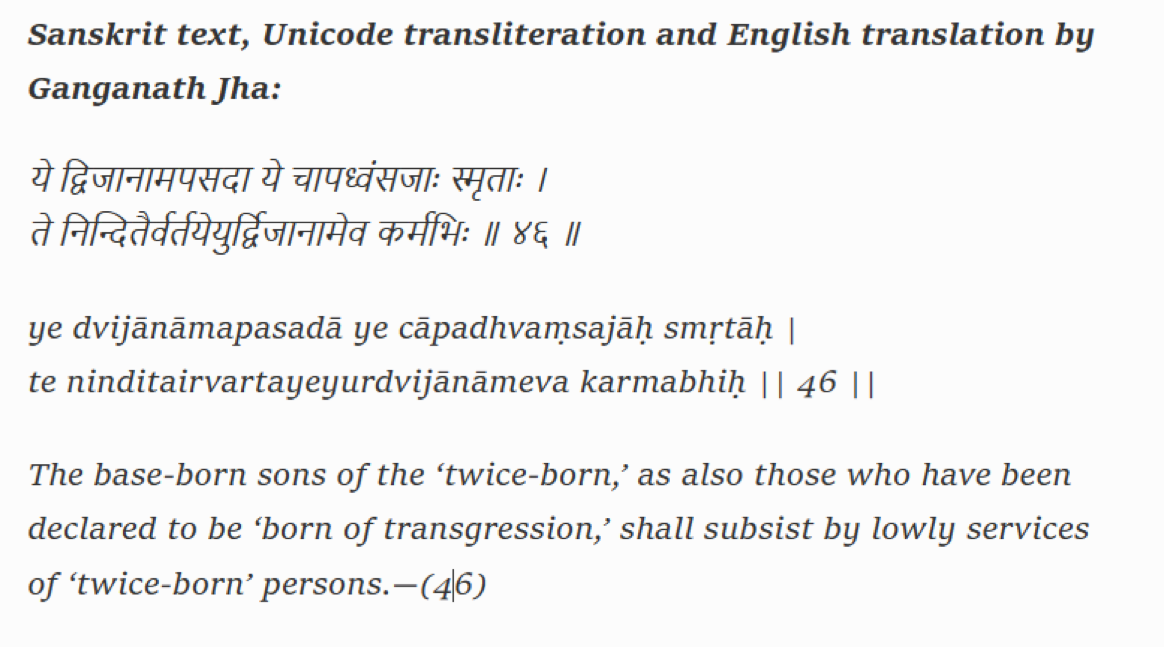 Sanskrit text, Unicode transliteration and English translation by
Ganganath Jha:
ये द्विजानामपसदा ये चापध्वंसजाः स्मृताः ।
ते निन्दितैर्वर्तयेयुर्द्विजानामेव कर्मभिः ॥ ४६ ॥
ye dvijānāmapasadā ye cāpadhvaṃsajāḥ smṛtāḥ |
te ninditairvartayeyurdvijānāmeva karmabhiḥ || 46 ||
The base-born sons of the ‘twice-born,’ as also those who have been
declared to be ‘born of transgression,’ shall subsist by lowly services
of ‘twice-born’ persons.—(46)